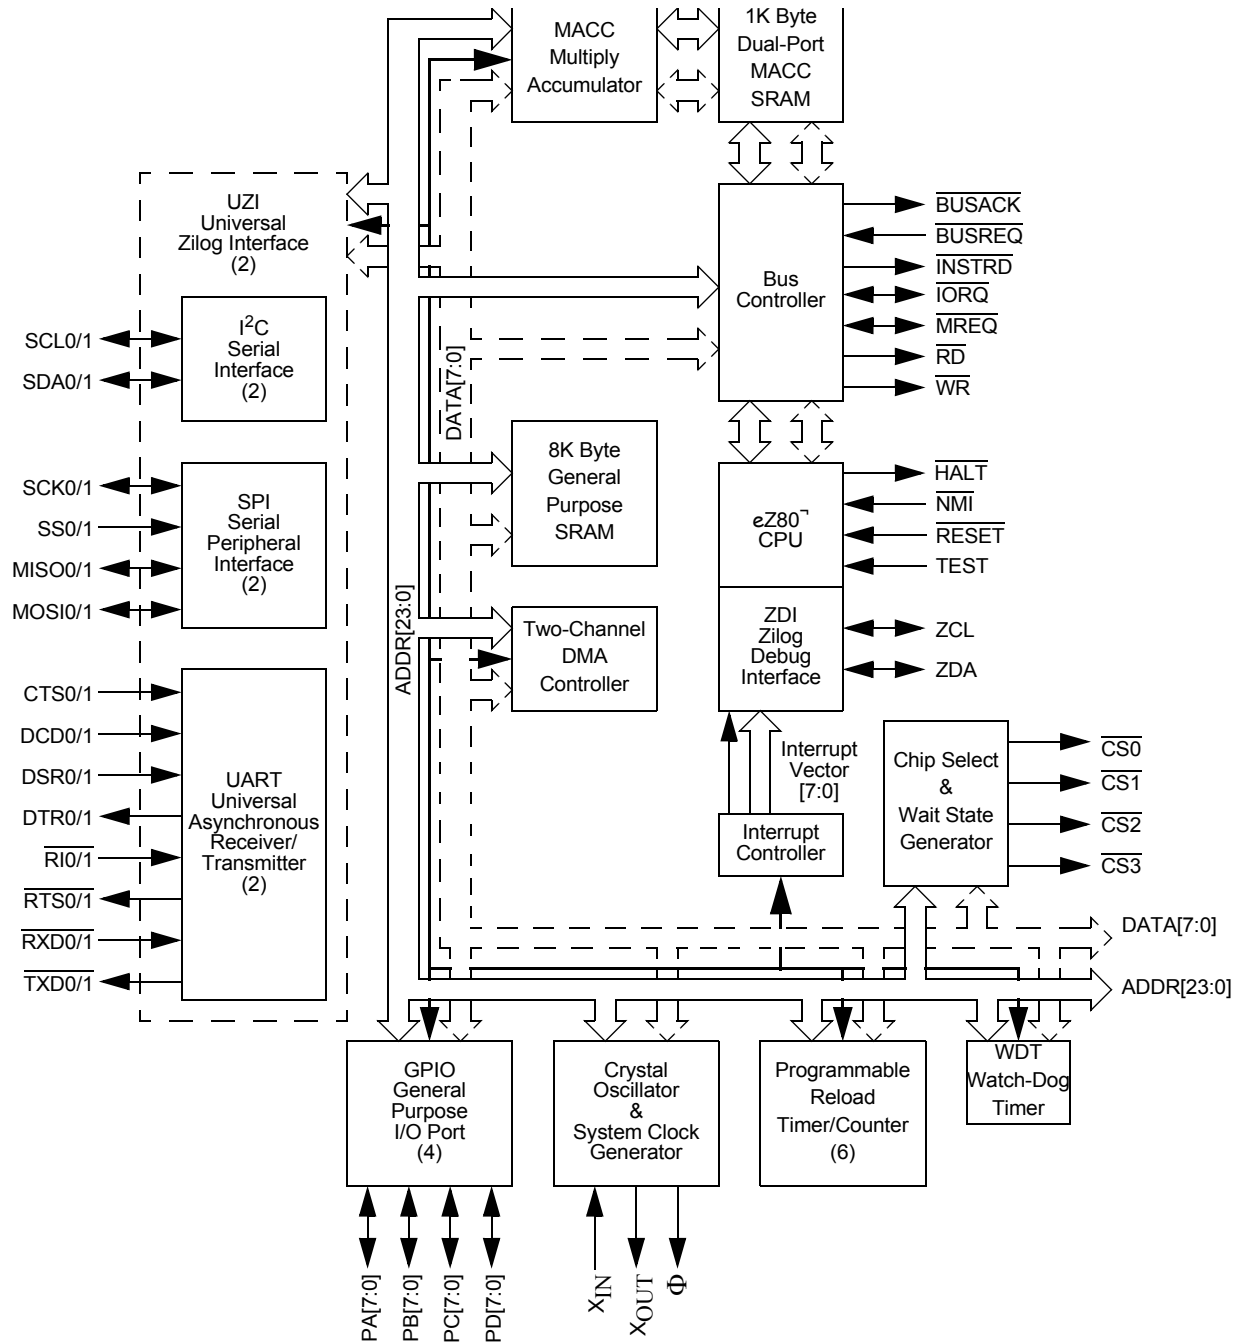 MACC
Multiply
Accumulator
1K Byte
Dual-Port
MACC
SRAM
UZI
Universal
Zilog Interface
(2)
I²C
Serial
Interface
(2)
SCL0/1
SDA0/1
SPI
Serial
Peripheral
Interface
(2)
SCK0/1
SS0/1
MISO0/1
MOSI0/1
UART
Universal
Asynchronous
Receiver/
Transmitter
(2)
CTS0/1
DCD0/1
DSR0/1
DTR0/1
RI0/1
RTS0/1
RXD0/1
TXD0/1
ADDR[23:0]
DATA[7:0]
Bus
Controller
BUSACK
BUSREQ
INSTRD
IORQ
MREQ
RD
WR
8K Byte
General
Purpose
SRAM
eZ80¬
CPU
HALT
NMI
RESET
TEST
Two-Channel
DMA
Controller
ZDI
Zilog
Debug
Interface
ZCL
ZDA
Interrupt
Vector
[7:0]
Interrupt
Controller
Chip Select
&
Wait State
Generator
CS0
CS1
CS2
CS3
DATA[7:0]
ADDR[23:0]
GPIO
General
Purpose
I/O Port
(4)
Crystal
Oscillator
&
System Clock
Generator
Programmable
Reload
Timer/Counter
(6)
WDT
Watch-Dog
Timer
PA[7:0]
PB[7:0]
PC[7:0]
PD[7:0]
XIN
XOUT
Φ